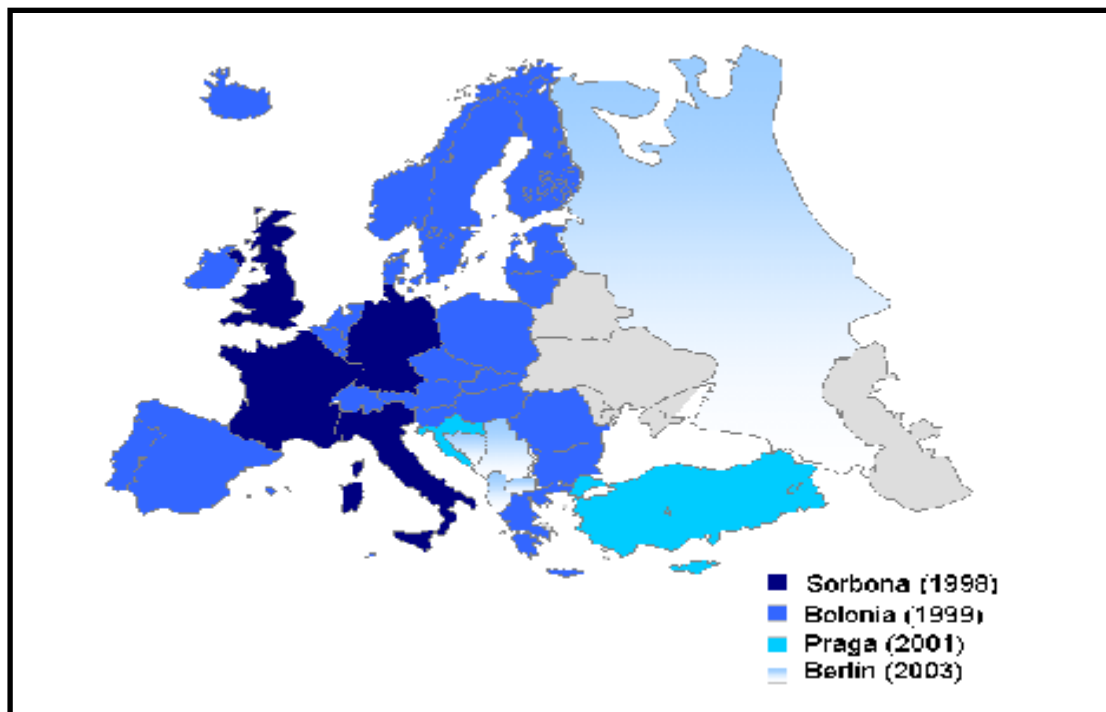 Sorbona (1998)
Bolonia (1999)
Praga (2001)
Berlin (2003)